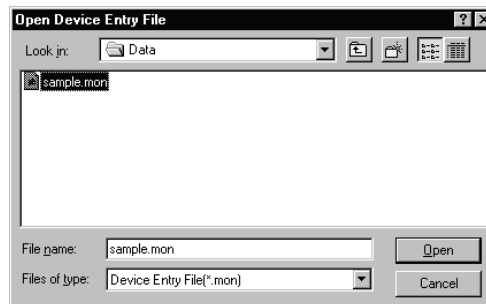 Open Device Entry File
Look in: Data
sample.mon
File name: sample.mon Open
Files of type: Device Entry File(*.mon) Cancel